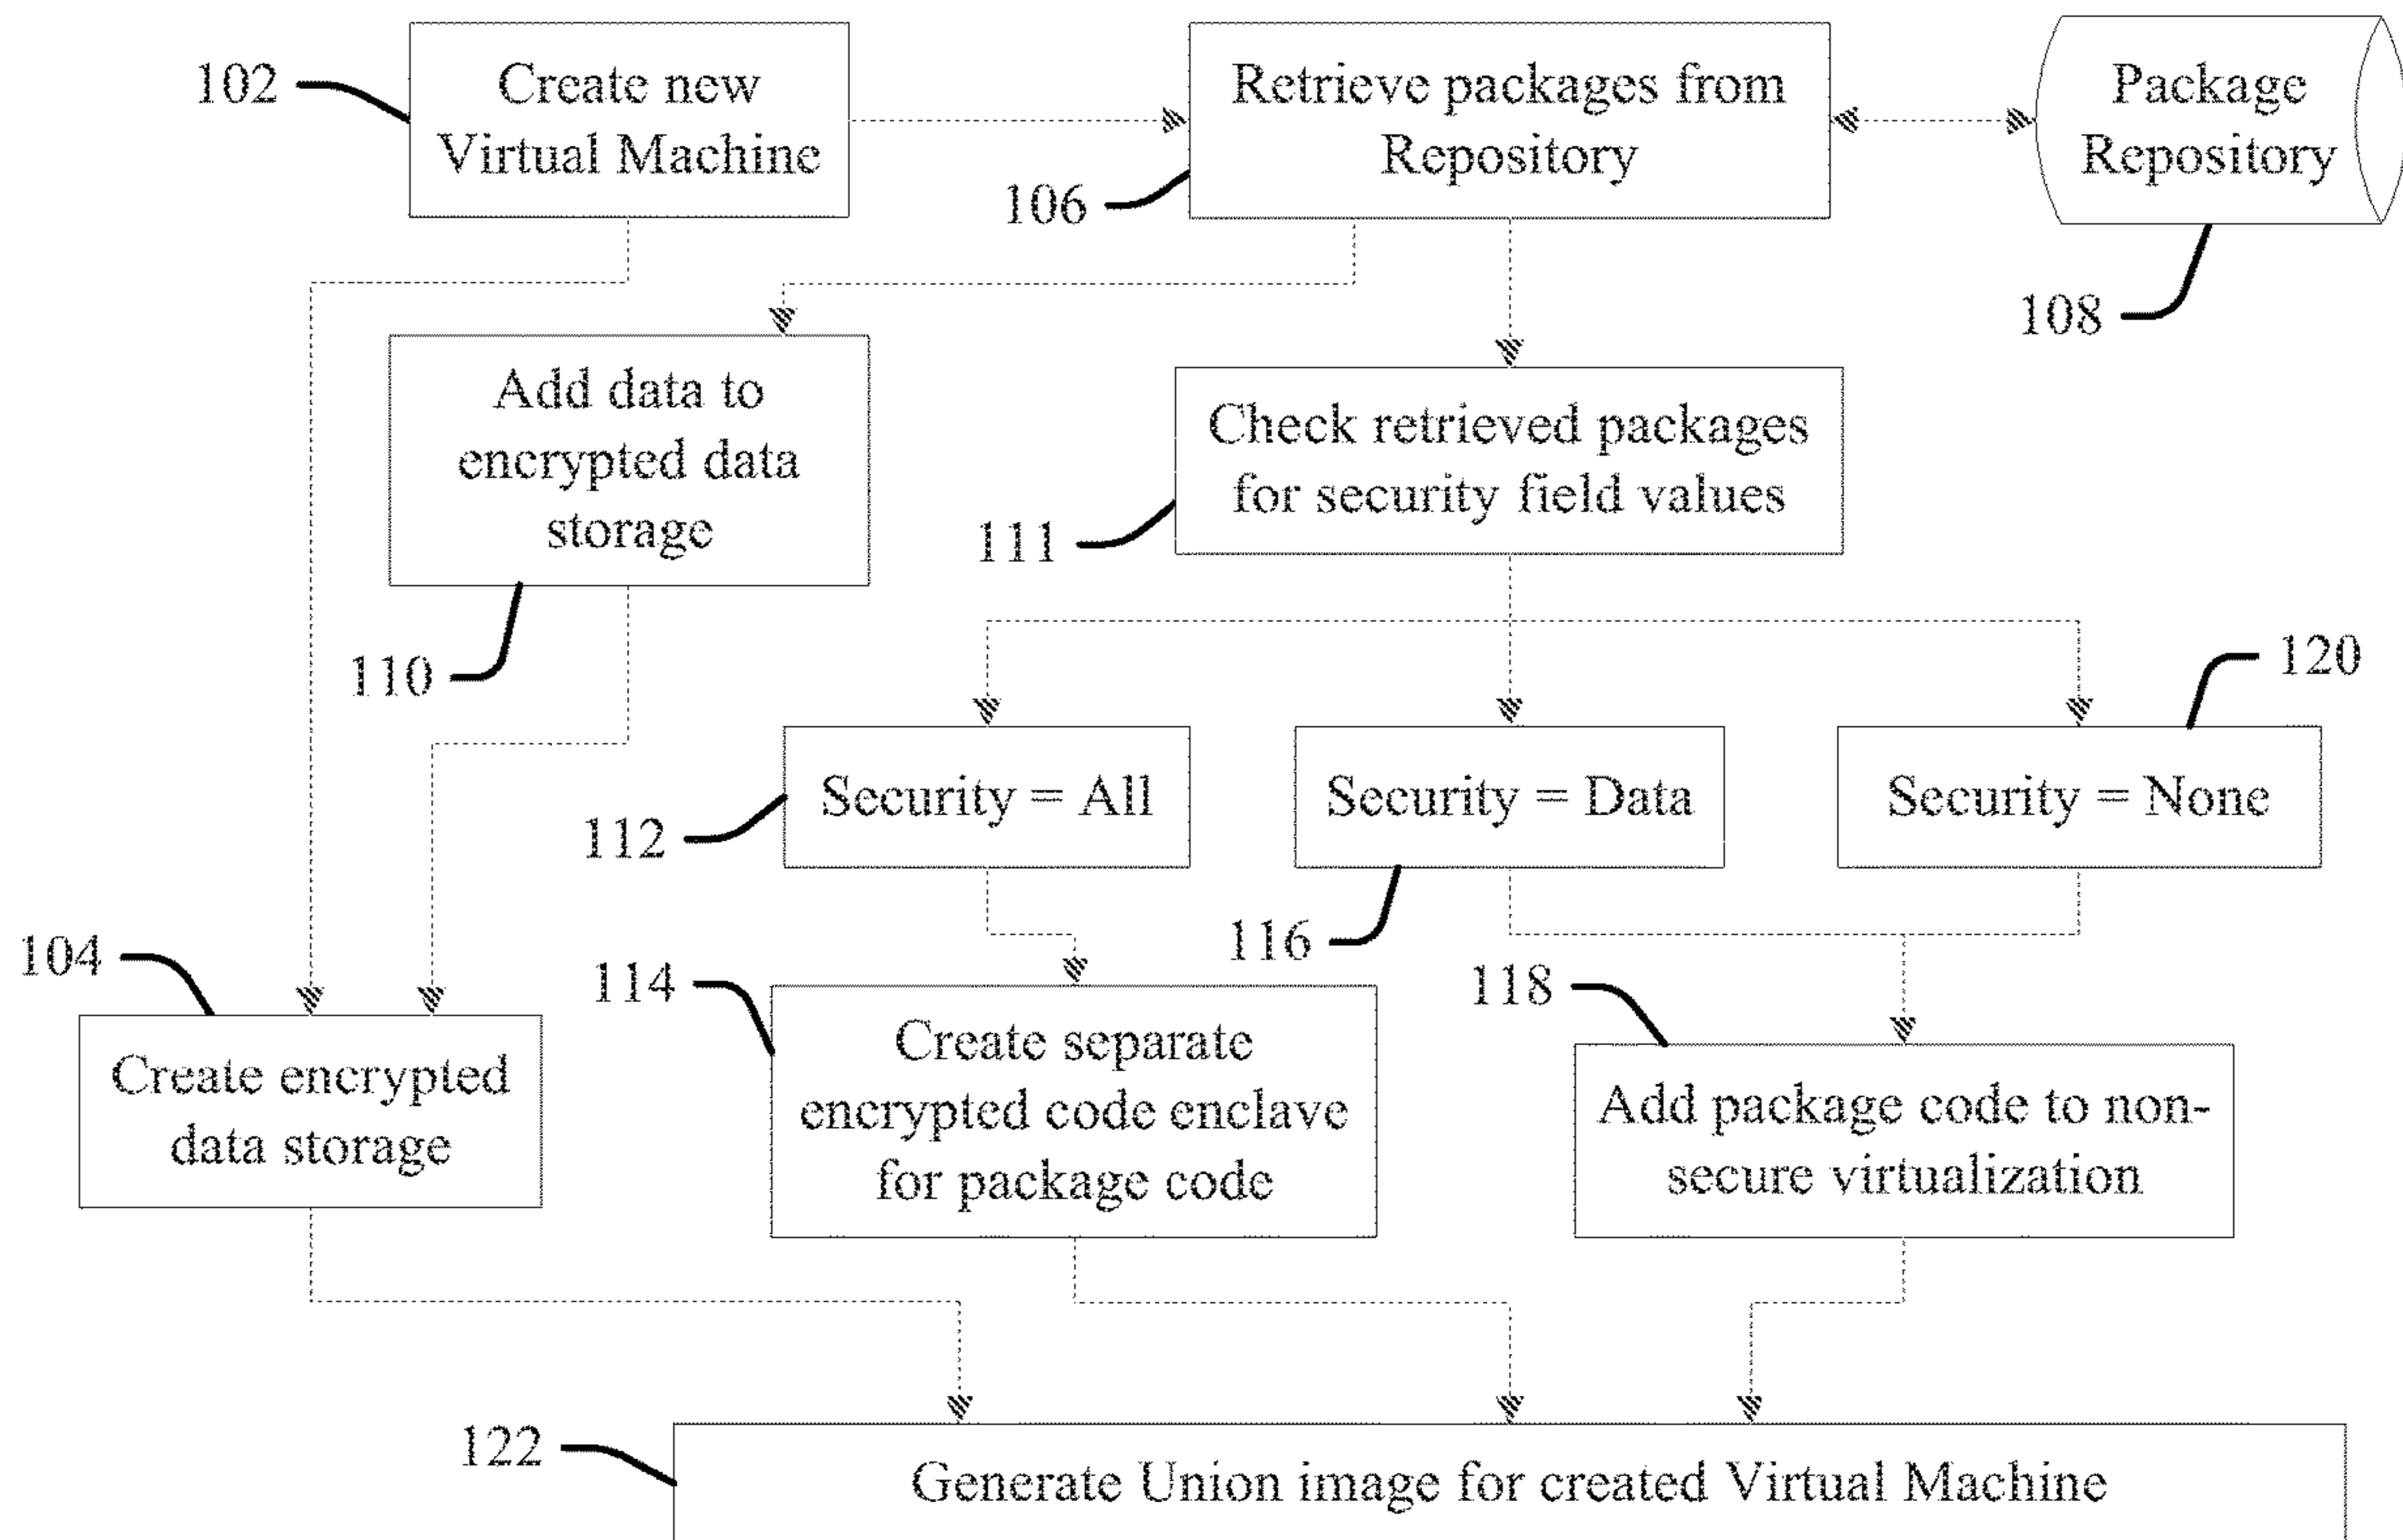 102
Create new
Virtual Machine
Retrieve packages from
Repository
106
Package
Repository
108
Add data to
encrypted data
storage
110
Check retrieved packages
for security field values
111
Security = All
112
Security = Data
116
Security = None
120
104
Create encrypted
data storage
114
Create separate
encrypted code enclave
for package code
118
Add package code to non-
secure virtualization
122
Generate Union image for created Virtual Machine